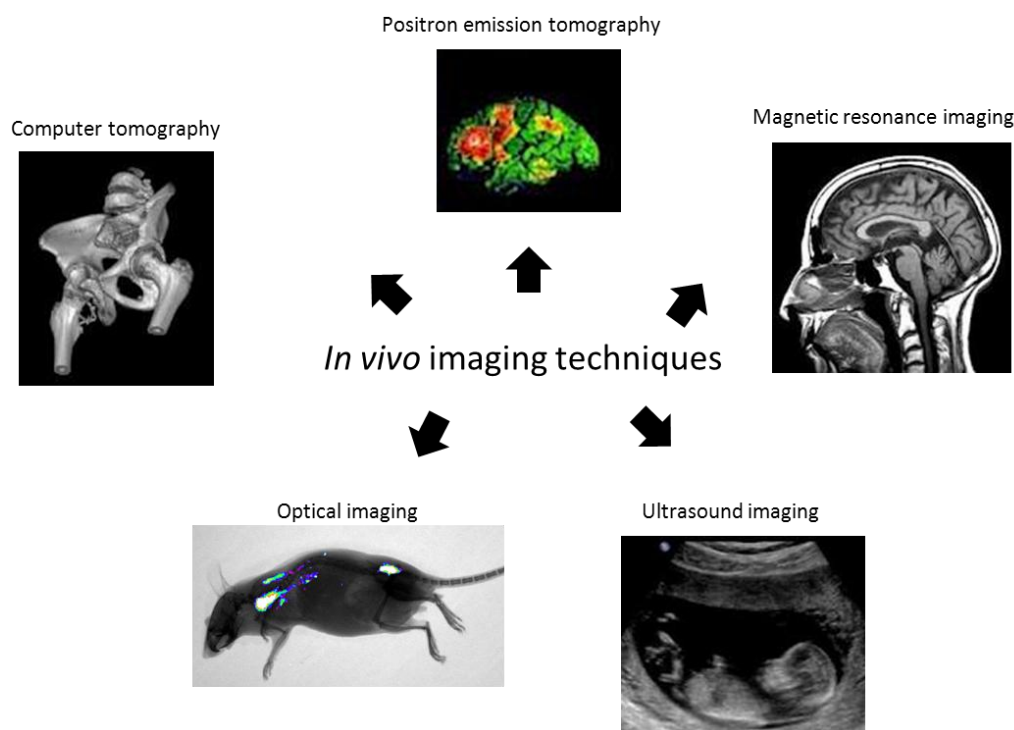 Positron emission tomography
Computer tomography
Magnetic resonance imaging
In vivo imaging techniques
Optical imaging
Ultrasound imaging